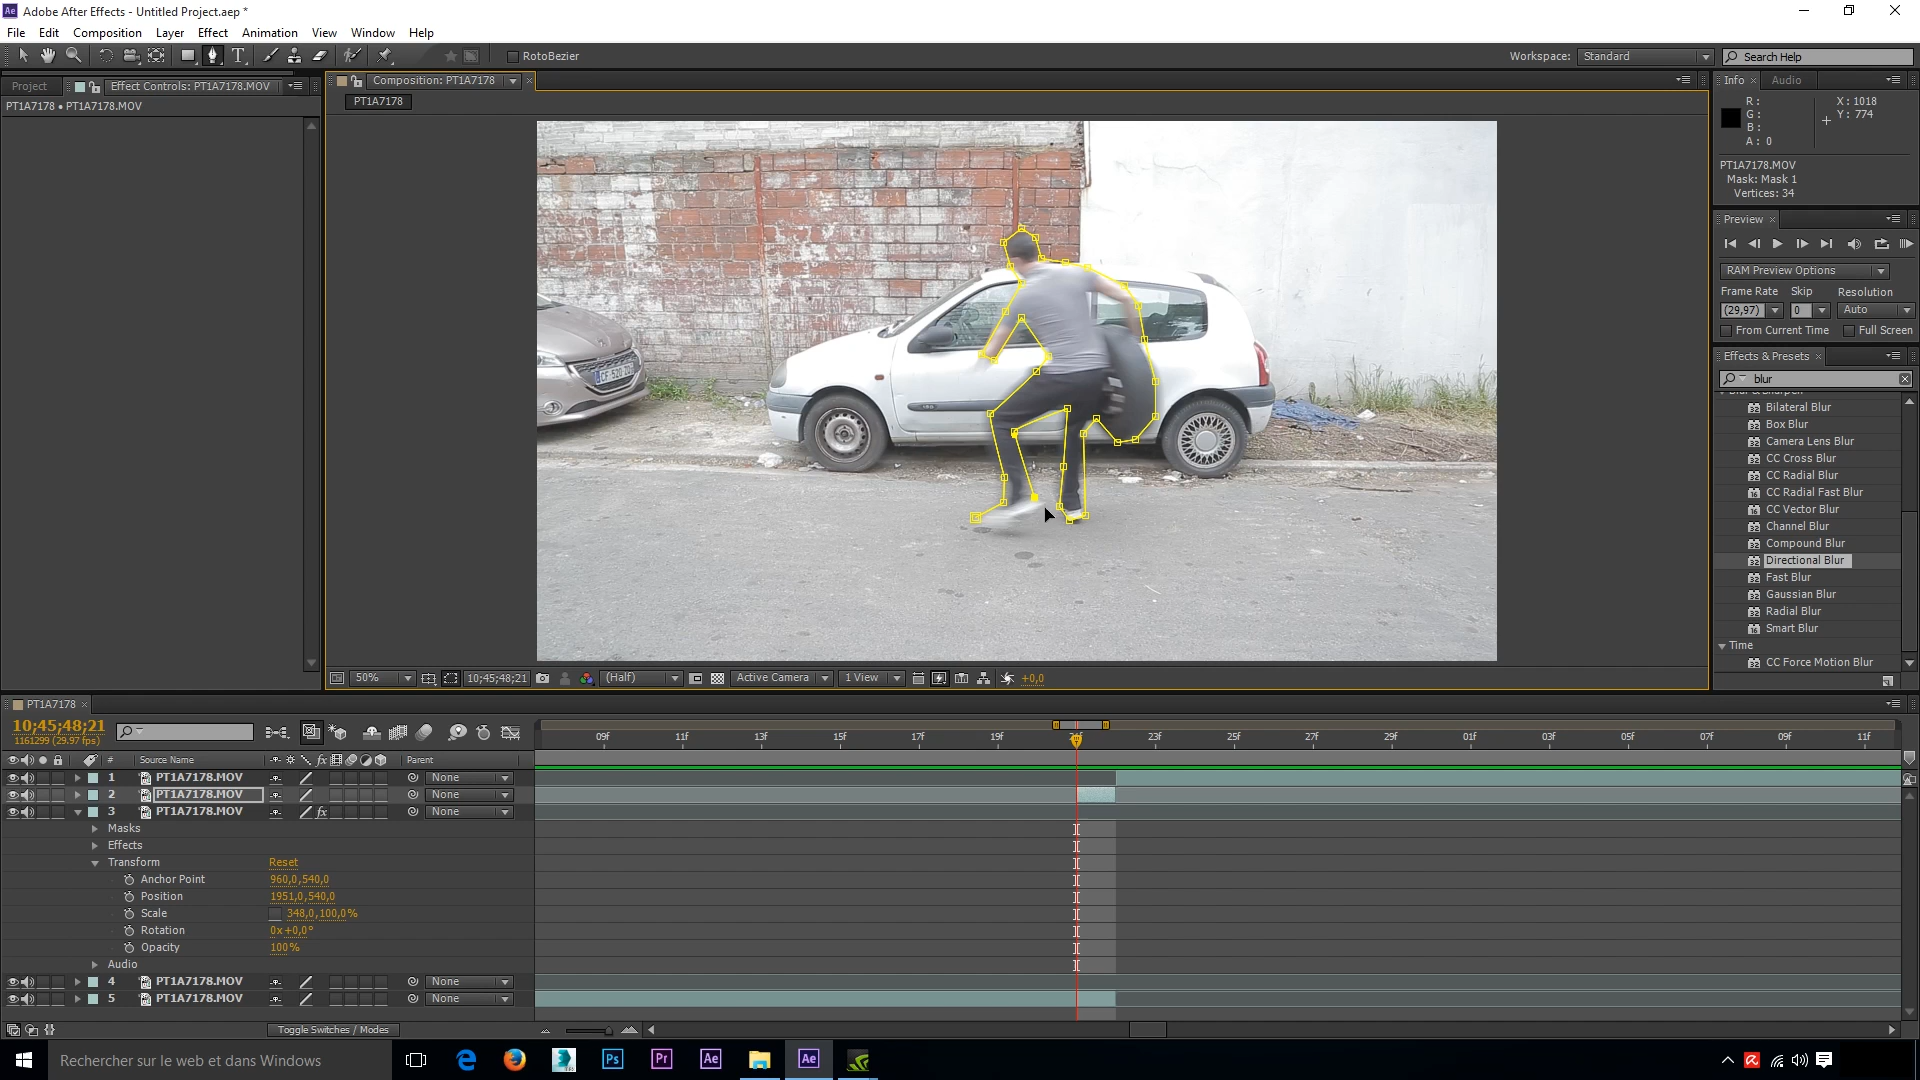 Adobe After Effects - Untitled Project.aep *
File Edit Composition Layer Effect Animation View Window Help
RotoBezier
Workspace: Standard
Search Help
Project
Effect Controls: PT1A7178.MOV
PT1A7178 • PT1A7178.MOV
Composition: PT1A7178
PT1A7178
Info
Audio
R :
G :
B :
A : 0
X : 1018
Y : 774
PT1A7178.MOV
Mask: Mask 1
Vertices: 34
Preview
RAM Preview Options
Frame Rate Skip Resolution
(29,97) 0 Auto
From Current Time Full Screen
Effects & Presets
blur
Bilateral Blur
Box Blur
Camera Lens Blur
CC Cross Blur
CC Radial Blur
CC Radial Fast Blur
CC Vector Blur
Channel Blur
Compound Blur
Directional Blur
Fast Blur
Gaussian Blur
Radial Blur
Smart Blur
Time
CC Force Motion Blur
50%
10;45;48;21
(Half)
Active Camera
1 View
+0,0
PT1A7178
10;45;48;21
1161299 (29.97 fps)
09f 11f 13f 15f 17f 19f 21f 23f 25f 27f 29f 01f 03f 05f 07f 09f 11f
# Source Name fx Parent
1 PT1A7178.MOV None
2 PT1A7178.MOV None
3 PT1A7178.MOV fx None
Masks
Effects
Transform Reset
Anchor Point 960,0,540,0
Position 1951,0,540,0
Scale 348,0,100,0%
Rotation 0x+0,0°
Opacity 100%
Audio
4 PT1A7178.MOV None
5 PT1A7178.MOV None
Toggle Switches / Modes
Rechercher sur le web et dans Windows
Ps
Pr
Ae
Ae